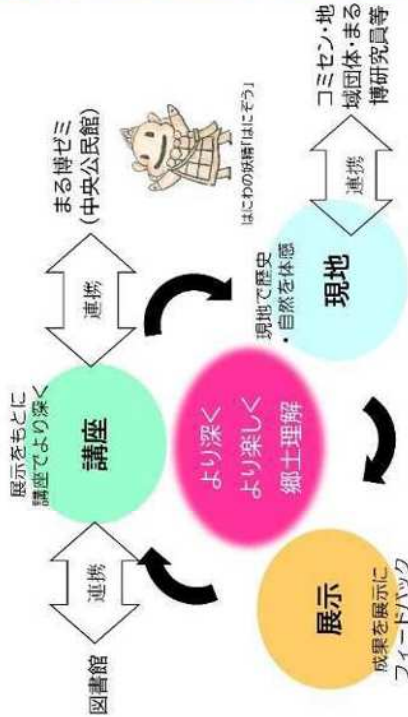 図書館
連携
展示をもとに
講座でより深く
講座
連携
まる博ゼミ
(中央公民館)
はにわの妖精「はにぞう」
より深く
より楽しく
郷土理解
現地で歴史
・自然を体感
現地
連携
コミセン・地
域団体・まる
博研究員等
展示
成果を展示に
フィードバック